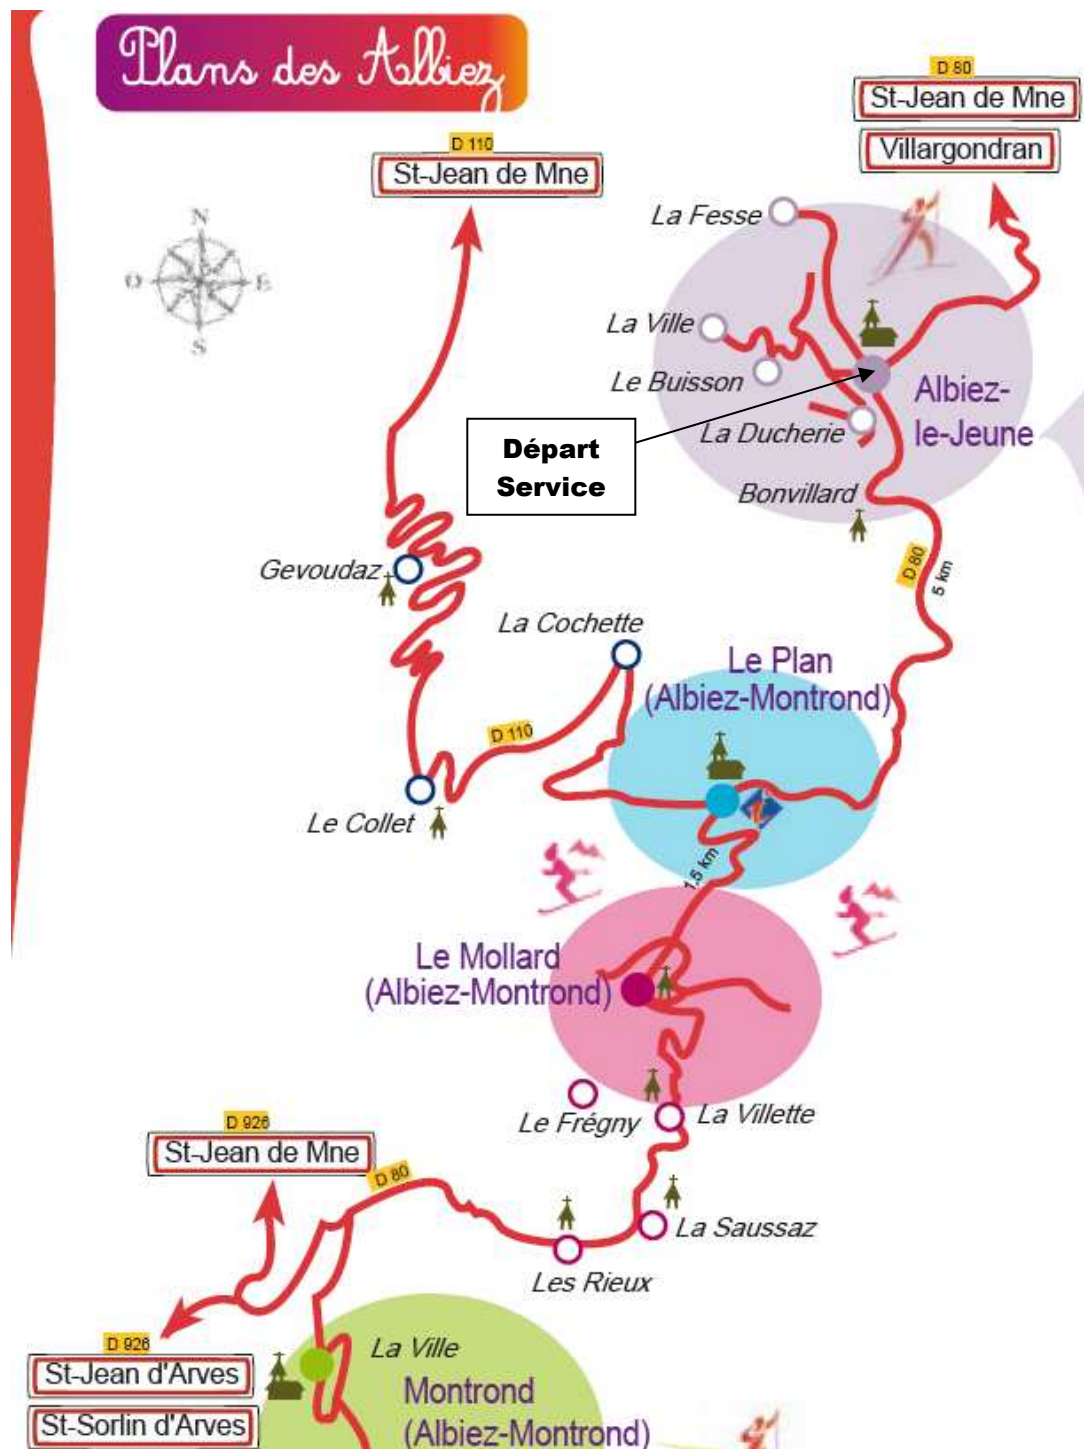 Plans des Albiez
D 80
St-Jean de Mne
Villargondran
D 110
St-Jean de Mne
N
O
E
S
La Fesse
La Ville
Le Buisson
Albiez-
le-Jeune
La Ducherie
Départ
Service
Bonvillard
D 80
5 km
Gevoudaz
La Cochette
Le Plan
(Albiez-Montrond)
D 110
Le Collet
1,5 km
Le Mollard
(Albiez-Montrond)
Le Frégny
La Villette
D 926
St-Jean de Mne
D 80
La Saussaz
Les Rieux
D 926
St-Jean d'Arves
St-Sorlin d'Arves
La Ville
Montrond
(Albiez-Montrond)